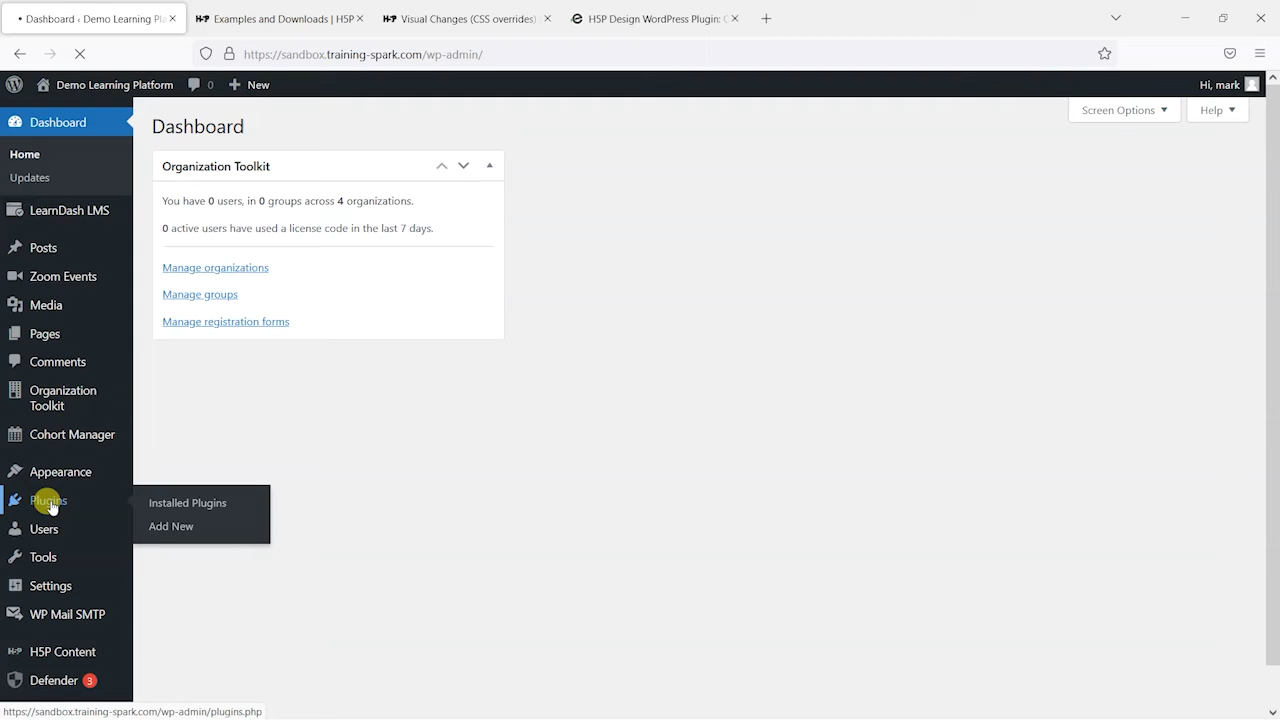 Dashboard ‹ Demo Learning Pla
Examples and Downloads | H5P
Visual Changes (CSS overrides)
H5P Design WordPress Plugin: C
https://sandbox.training-spark.com/wp-admin/
Demo Learning Platform
0
New
Hi, mark
Dashboard
Home
Updates
LearnDash LMS
Posts
Zoom Events
Media
Pages
Comments
Organization
Toolkit
Cohort Manager
Appearance
Plugins
Installed Plugins
Add New
Users
Tools
Settings
WP Mail SMTP
H5P Content
Defender 3
Screen Options
Help
Dashboard
Organization Toolkit
You have 0 users, in 0 groups across 4 organizations.
0 active users have used a license code in the last 7 days.
Manage organizations
Manage groups
Manage registration forms
https://sandbox.training-spark.com/wp-admin/plugins.php